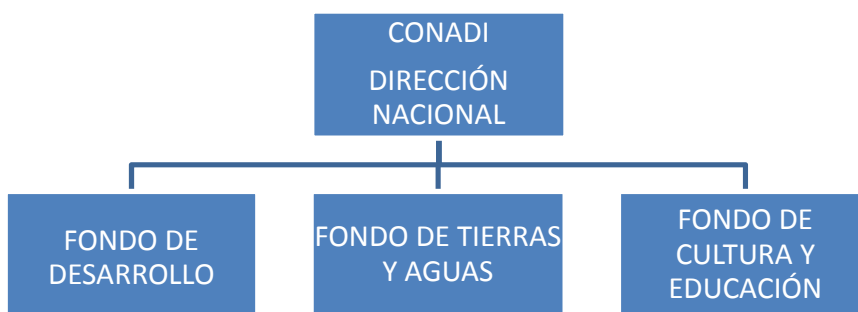 CONADI
DIRECCIÓN
NACIONAL
FONDO DE
DESARROLLO
FONDO DE TIERRAS
Y AGUAS
FONDO DE
CULTURA Y
EDUCACIÓN